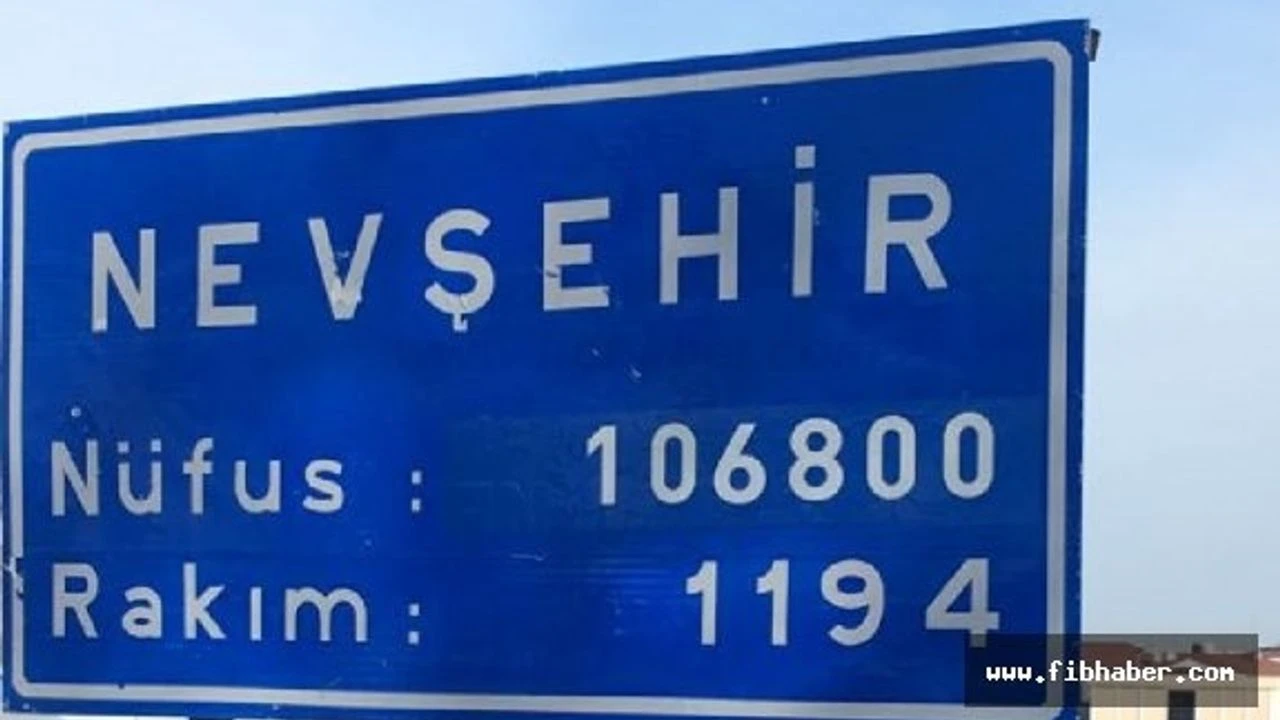 NEVŞEHİR
Nüfus : 106800
Rakım : 1194
www.fibhaber.com